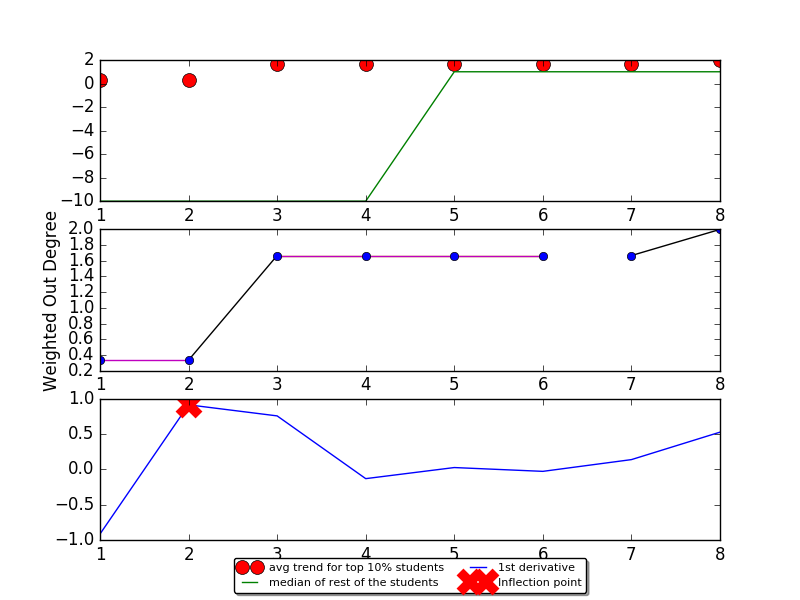 2
0
−2
−4
−6
−8
−10
1 2 3 4 5 6 7 8
Weighted Out Degree
2.0
1.8
1.6
1.4
1.2
1.0
0.8
0.6
0.4
0.2
1 2 3 4 5 6 7 8
1.0
0.5
0.0
−0.5
−1.0
1 2 3 4 5 6 7 8
avg trend for top 10% students
median of rest of the students
1st derivative
Inflection point